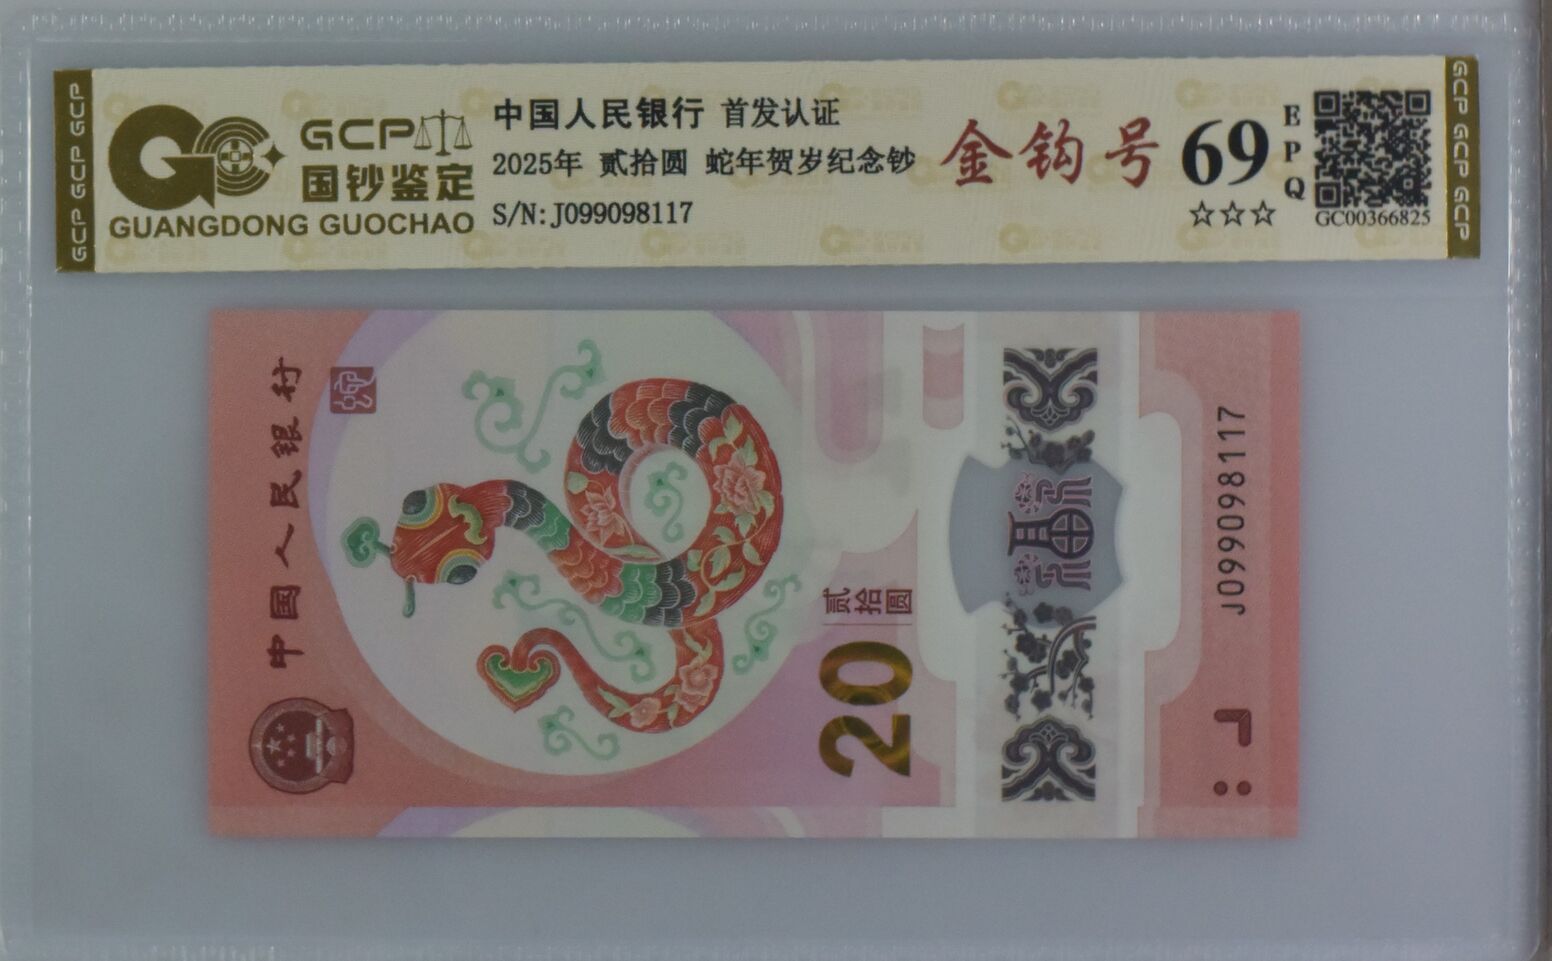 GCP GCP GCP
GCP
国钞鉴定
GUANGDONG GUOCHAO
中国人民银行 首发认证
2025年 贰拾圆 蛇年贺岁纪念钞
S/N: J099098117
金钩号
69
EPQ
☆☆☆
GC00366825
GCP GCP GCP
中国人民银行
贰拾圆
20
福
J099098117